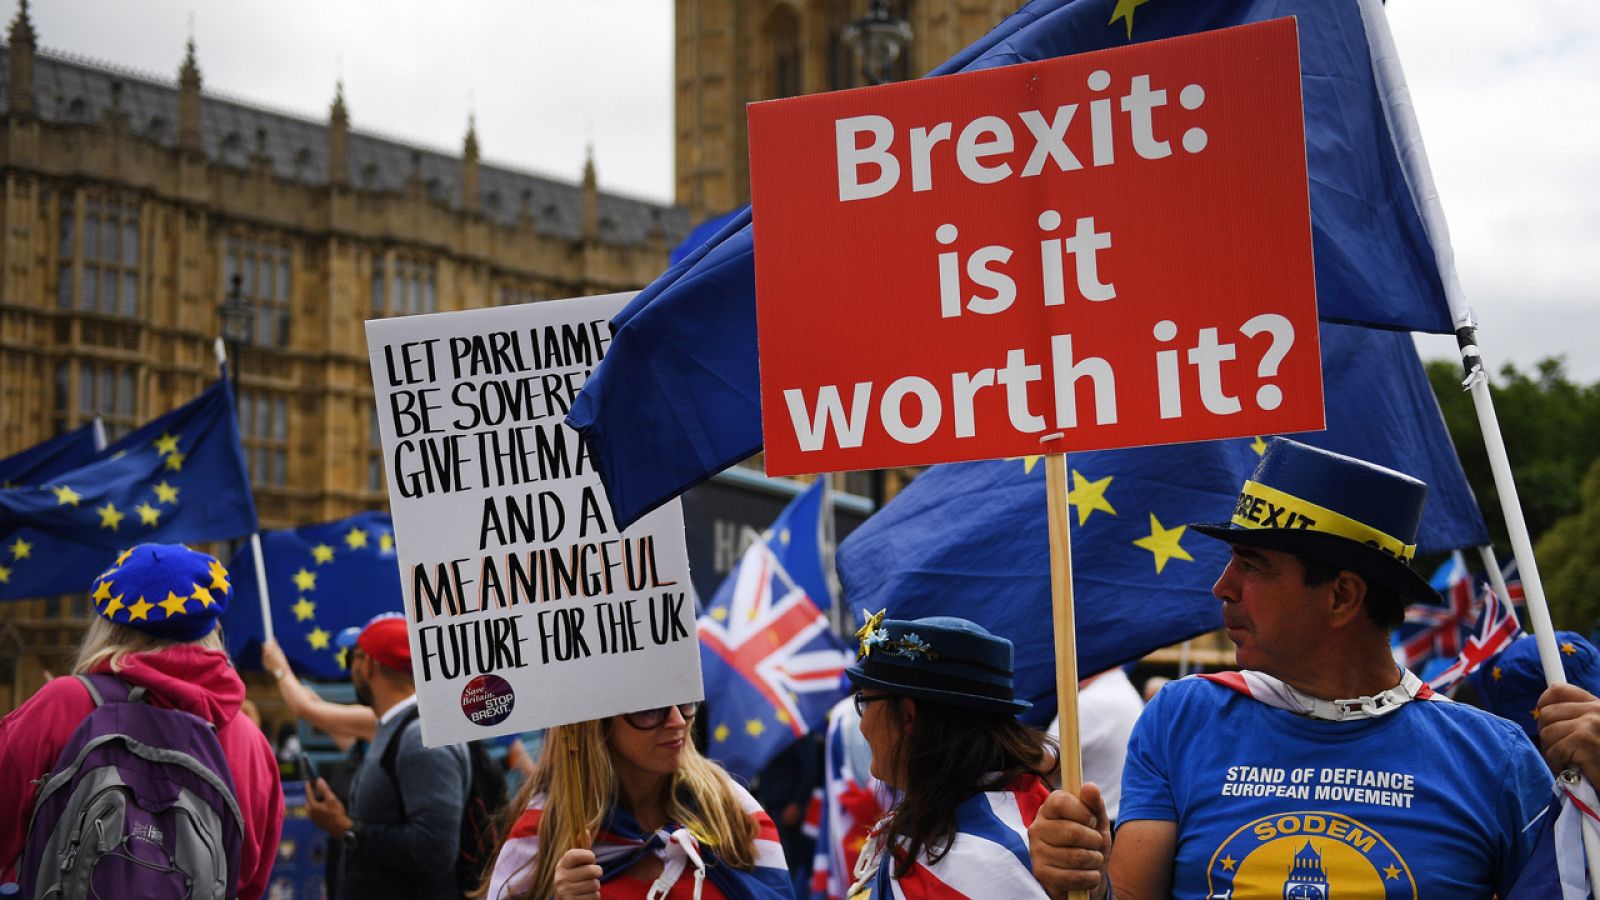 Brexit:
is it
worth it?
LET PARLIAME
BE SOVERE
GIVE THEM A
AND A
MEANINGFUL
FUTURE FOR THE UK
Save
Britain.
STOP
BREXIT.
BREXIT
STAND OF DEFIANCE
EUROPEAN MOVEMENT
SODEM